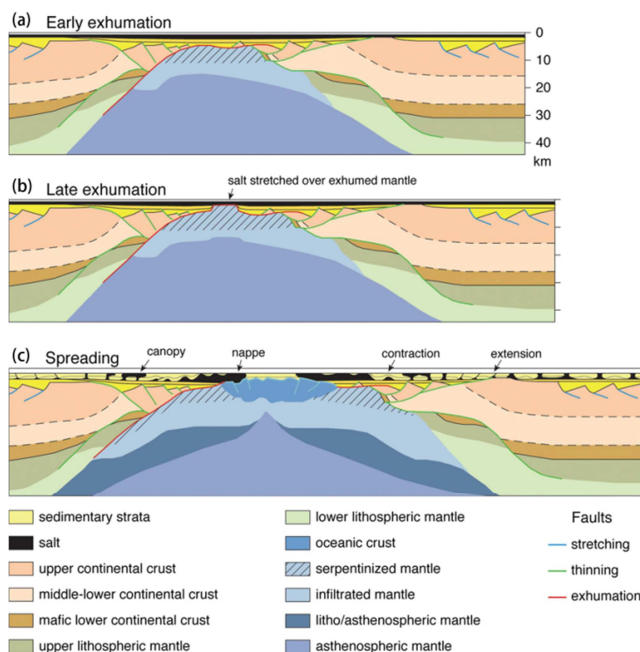 (a) Early exhumation
0
10
20
30
40
km
(b) Late exhumation
salt stretched over exhumed mantle
(c) Spreading
canopy nappe contraction extension
sedimentary strata
salt
upper continental crust
middle-lower continental crust
mafic lower continental crust
upper lithospheric mantle
lower lithospheric mantle
oceanic crust
serpentinized mantle
infiltrated mantle
litho/asthenospheric mantle
asthenospheric mantle
Faults
stretching
thinning
exhumation